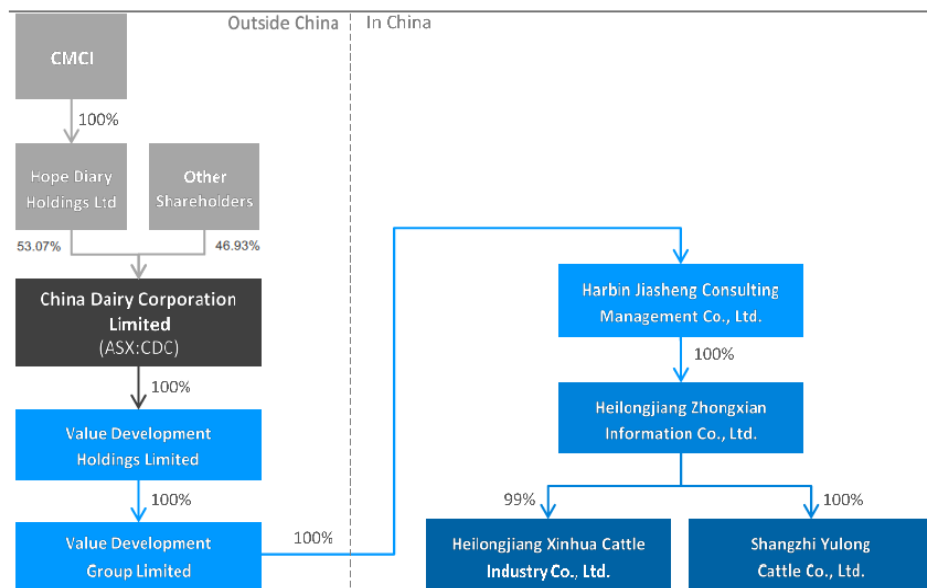 Outside China
In China
CMCI
100%
Hope Diary
Holdings Ltd
Other
Shareholders
53.07%
46.93%
China Dairy Corporation
Limited
(ASX:CDC)
100%
Value Development
Holdings Limited
100%
Value Development
Group Limited
100%
Harbin Jiasheng Consulting
Management Co., Ltd.
100%
Heilongjiang Zhongxian
Information Co., Ltd.
99%
100%
Heilongjiang Xinhua Cattle
Industry Co., Ltd.
Shangzhi Yulong
Cattle Co., Ltd.